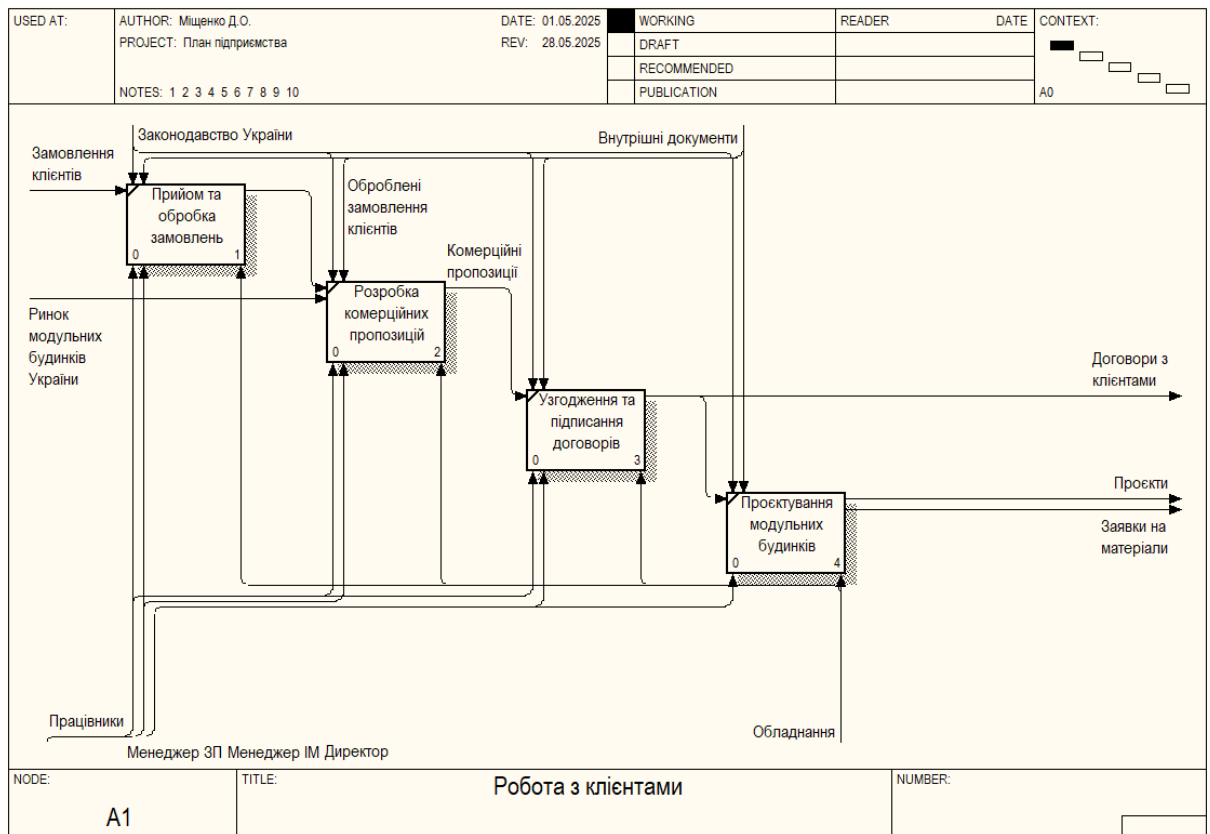 USED AT:
AUTHOR: Міщенко Д.О.
DATE: 01.05.2025
WORKING
READER
DATE
CONTEXT:
PROJECT: План підприємства
REV: 28.05.2025
DRAFT
RECOMMENDED
NOTES: 1 2 3 4 5 6 7 8 9 10
PUBLICATION
A0
Законодавство України
Внутрішні документи
Замовлення
клієнтів
Прийом та
обробка
замовлень
0 1
Оброблені
замовлення
клієнтів
Комерційні
пропозиції
Розробка
комерційних
пропозицій
0 2
Ринок
модульних
будинків
України
Договори з
клієнтами
Узгодження та
підписання
договорів
0 3
Проєкти
Проєктування
модульних
будинків
0 4
Заявки на
матеріали
Працівники
Обладнання
Менеджер ЗП Менеджер ІМ Директор
NODE:
TITLE:
Робота з клієнтами
NUMBER:
A1